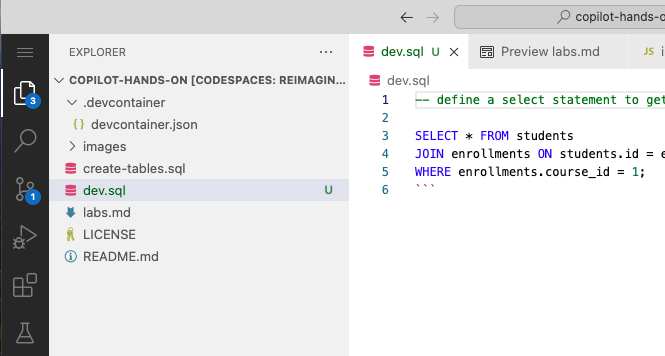 copilot-hands-o
EXPLORER
dev.sql U
Preview labs.md
JS
COPILOT-HANDS-ON [CODESPACES: REIMAGIN...
.devcontainer
{ } devcontainer.json
images
create-tables.sql
dev.sql U
labs.md
LICENSE
README.md
3
1
dev.sql
1 -- define a select statement to get
2
3 SELECT * FROM students
4 JOIN enrollments ON students.id = e
5 WHERE enrollments.course_id = 1;
6 ```